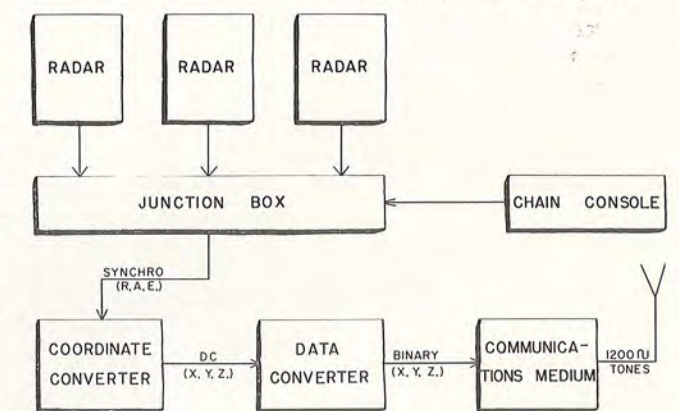 RADAR
RADAR
RADAR
JUNCTION BOX
CHAIN CONSOLE
SYNCHRO
(R,A,E,)
COORDINATE
CONVERTER
DC
(X, Y, Z,)
DATA
CONVERTER
BINARY
(X, Y, Z,)
COMMUNICA-
TIONS MEDIUM
1200∿
TONES